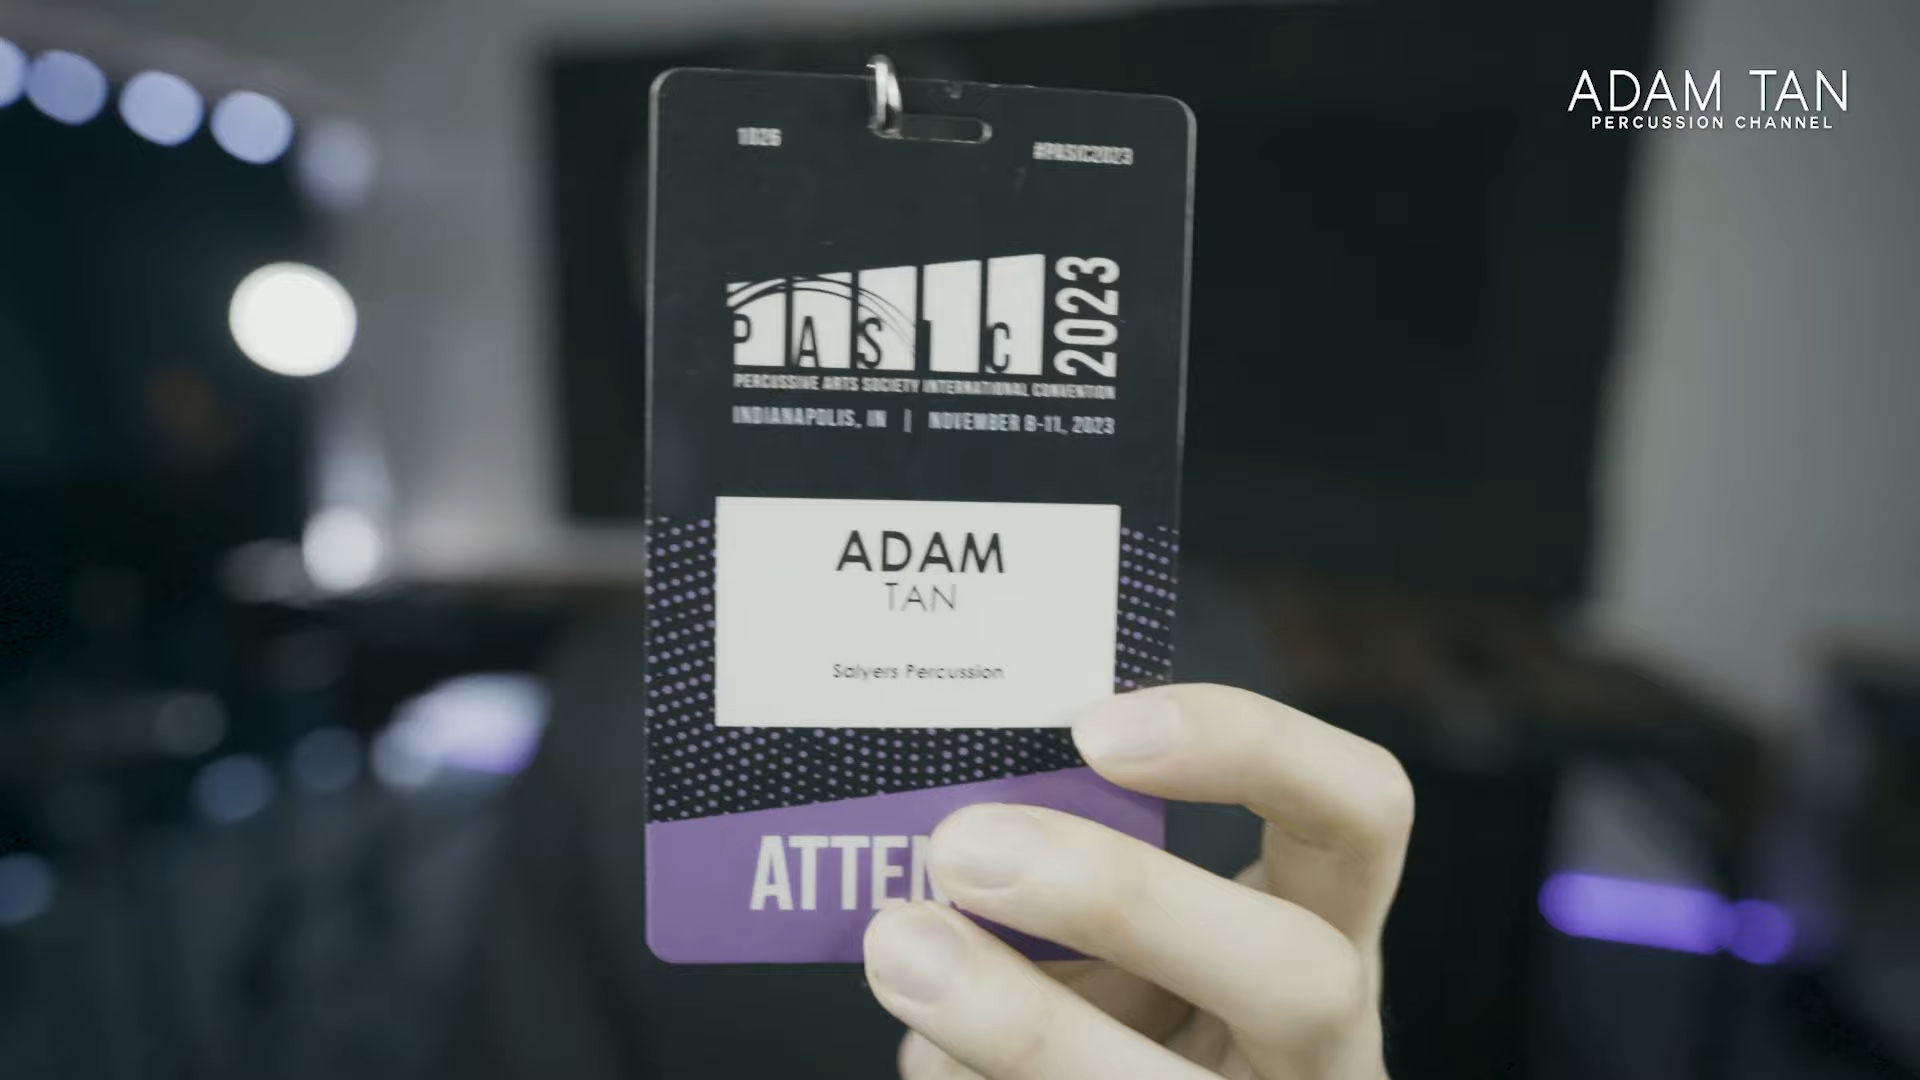 ADAM TAN
PERCUSSION CHANNEL
1826
#PASIC2023
PASIC 2023
PERCUSSIVE ARTS SOCIETY INTERNATIONAL CONVENTION
INDIANAPOLIS, IN | NOVEMBER 8-11, 2023
ADAM
TAN
Salyers Percussion
ATTEN